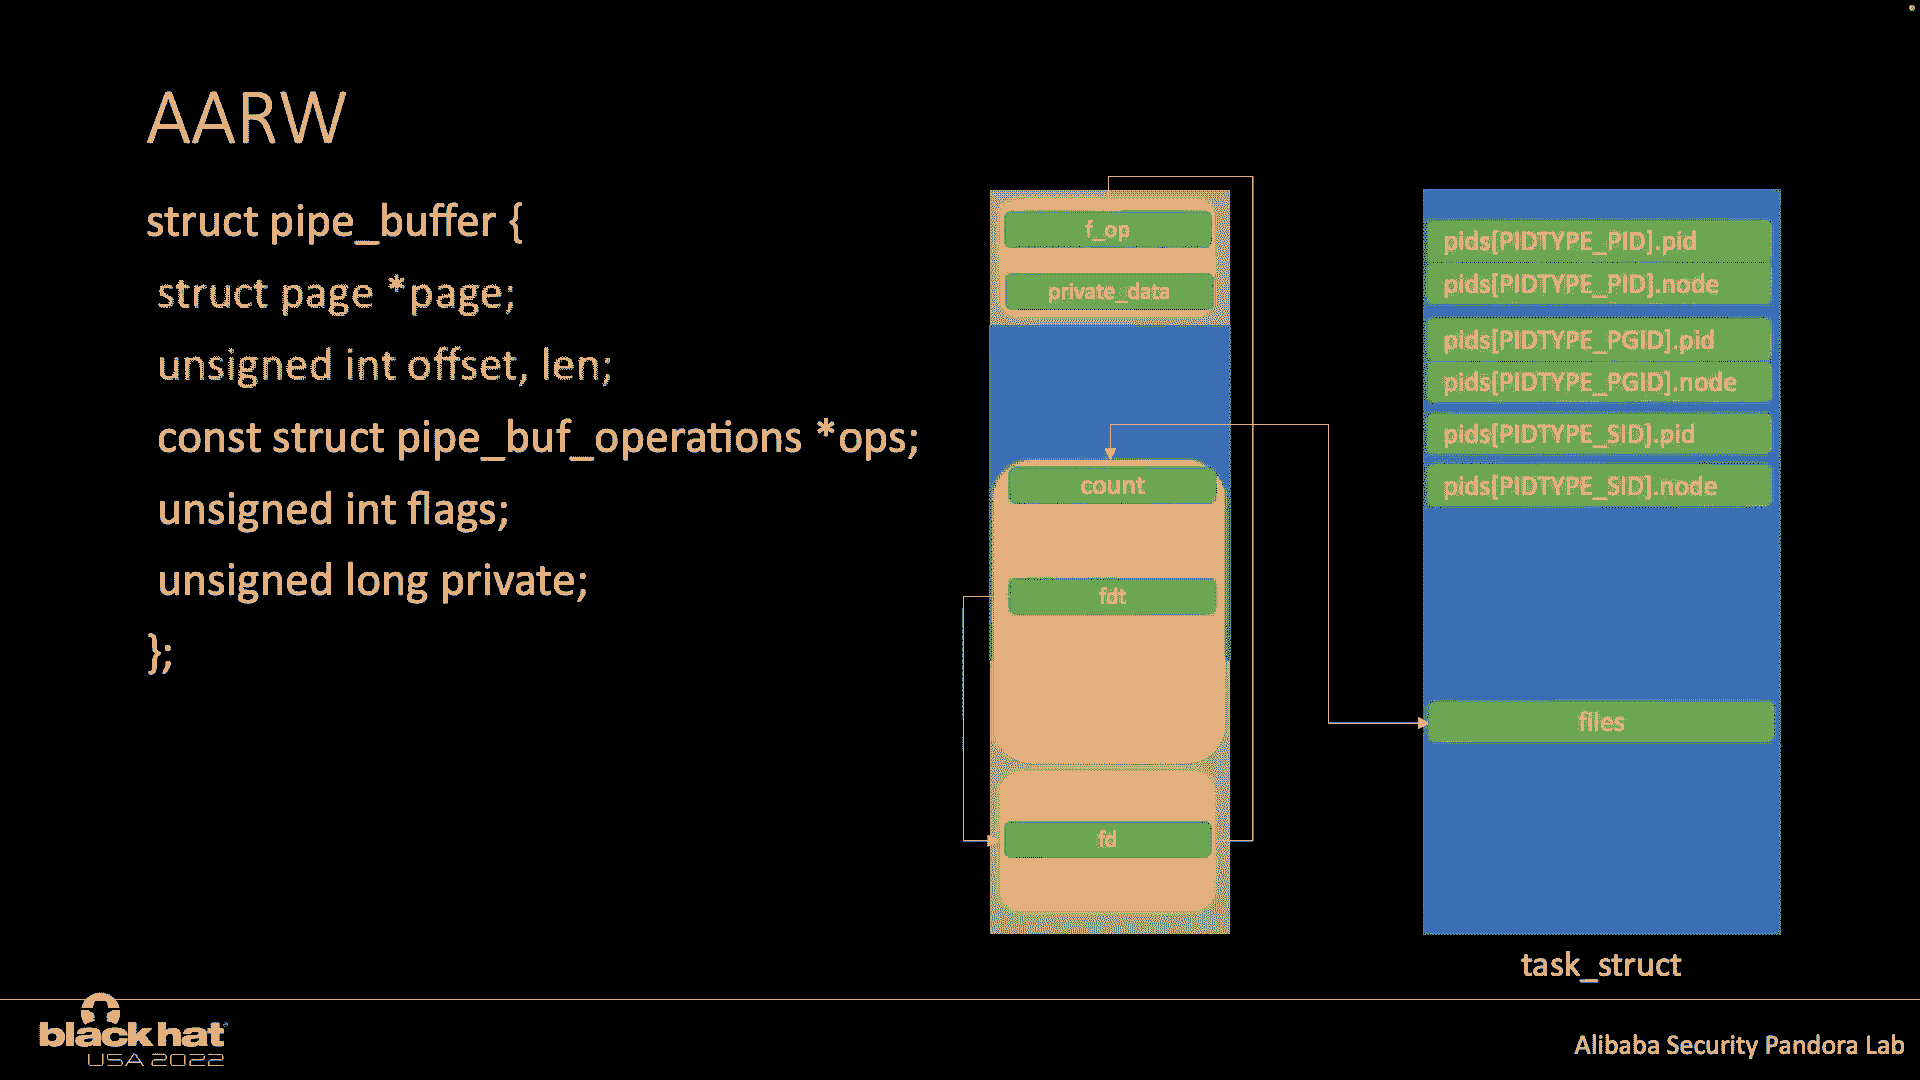 AARW
struct pipe_buffer {
struct page *page;
unsigned int offset, len;
const struct pipe_buf_operations *ops;
unsigned int flags;
unsigned long private;
};
f_op
private_data
count
fdt
fd
pids[PIDTYPE_PID].pid
pids[PIDTYPE_PID].node
pids[PIDTYPE_PGID].pid
pids[PIDTYPE_PGID].node
pids[PIDTYPE_SID].pid
pids[PIDTYPE_SID].node
files
task_struct
black hat
USA 2022
Alibaba Security Pandora Lab